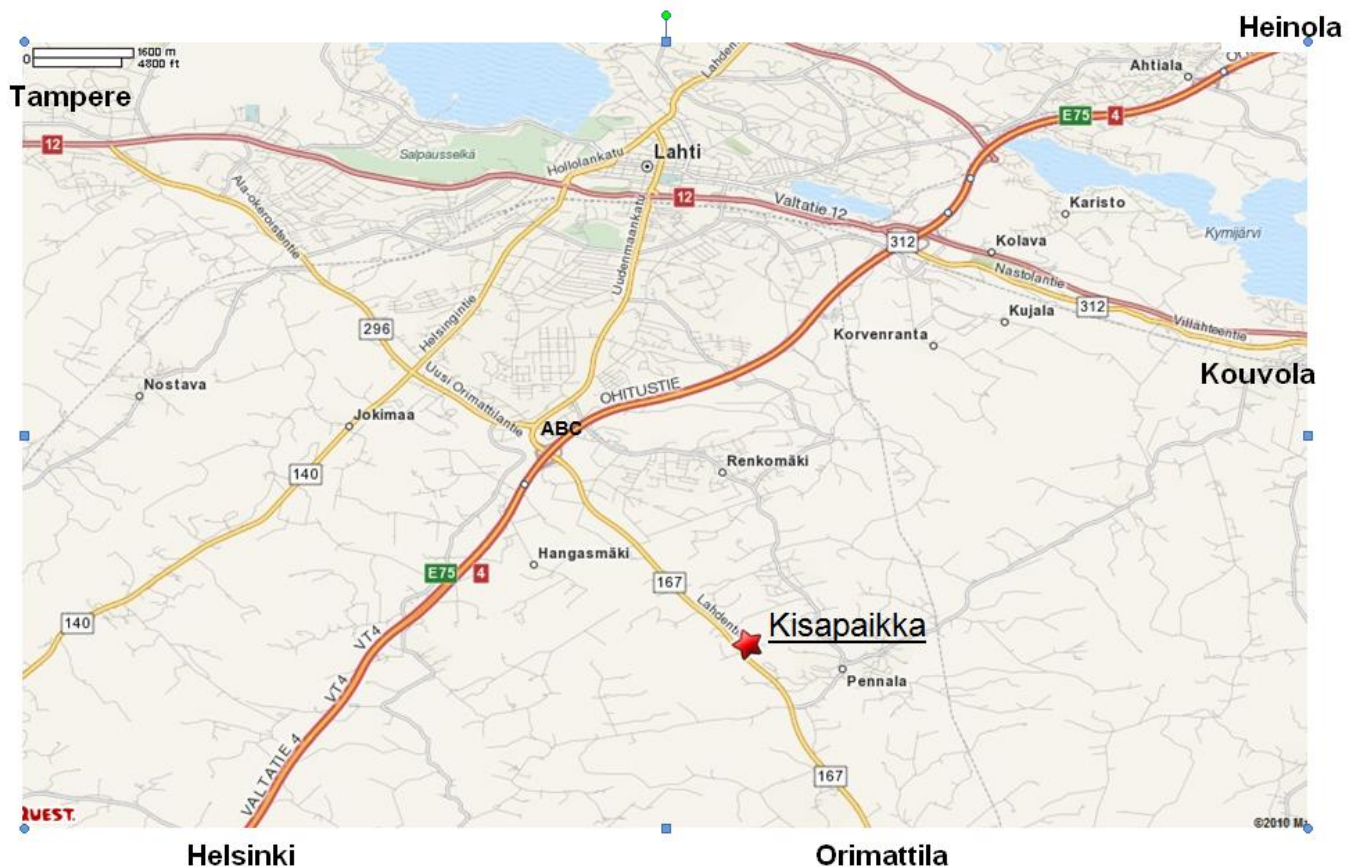 Heinola
1600 m
0
4800 ft
Ahtiala
Tampere
E75
4
12
Lahti
Salpausselkä
Hollolankatu
12
Valtatie 12
Karisto
Ala-okeroistentie
312
Kolava
Kymijärvi
Uudenmaankatu
Nastolantie
312
Kujala
Villähteentie
296
Helsingintie
Korvenranta
Kouvola
Nostava
Uusi Orimattilantie
OHITUSTIE
Jokimaa
ABC
Renkomäki
140
Hangasmäki
E75
4
167
140
Kisapaikka
VT4
Pennala
VT4
VALTATIE 4
167
QUEST.
©2010
Helsinki
Orimattila